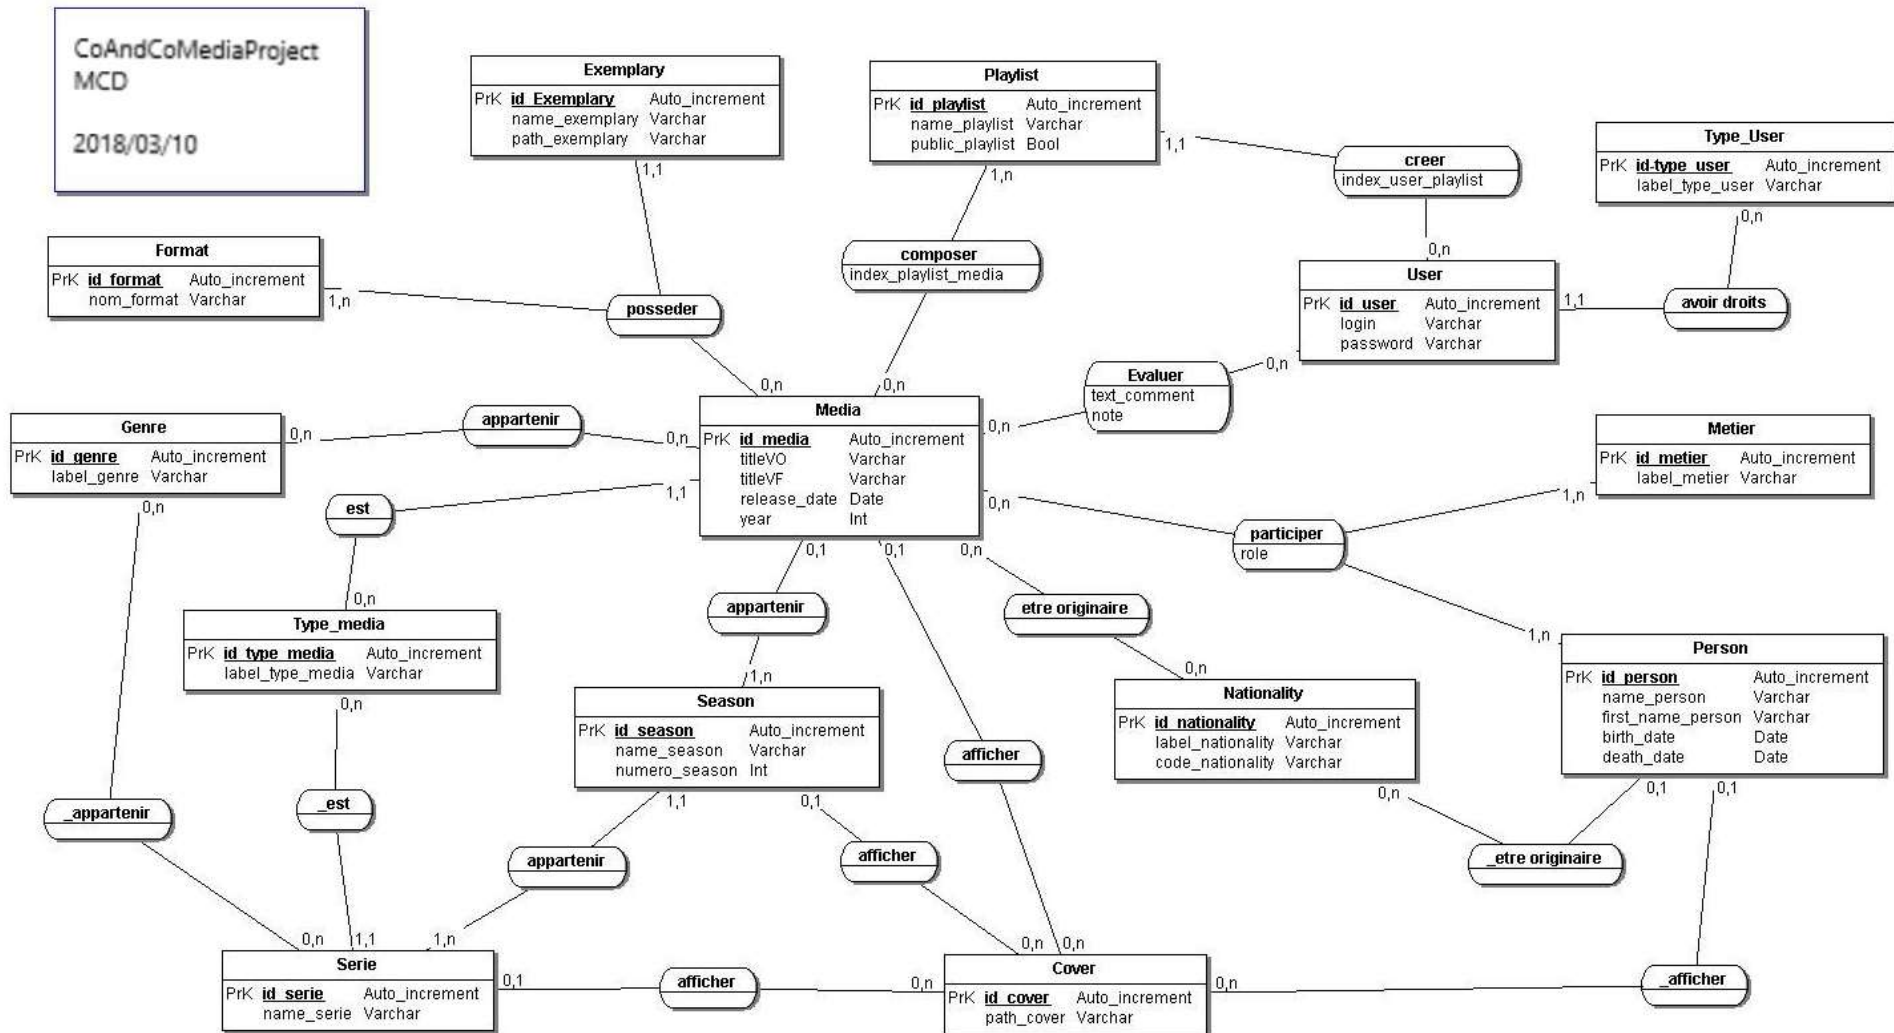 CoAndCoMediaProject
MCD
2018/03/10
Exemplary
PrK id_Exemplary Auto_increment
name_exemplary Varchar
path_exemplary Varchar
1,1
Playlist
PrK id_playlist Auto_increment
name_playlist Varchar
public_playlist Bool
1,1
1,n
creer
index_user_playlist
0,n
Type_User
PrK id-type_user Auto_increment
label_type_user Varchar
0,n
Format
PrK id_format Auto_increment
nom_format Varchar
1,n
posseder
0,n
composer
index_playlist_media
0,n
User
PrK id_user Auto_increment
login Varchar
password Varchar
1,1
avoir droits
0,n
Evaluer
text_comment
note
0,n
Genre
PrK id_genre Auto_increment
label_genre Varchar
0,n
appartenir
0,n
0,n
Media
PrK id_media Auto_increment
titleVO Varchar
titleVF Varchar
release_date Date
year Int
1,1
est
0,n
Metier
PrK id_metier Auto_increment
label_metier Varchar
1,n
0,n
participer
role
1,n
0,1
0,1
0,n
appartenir
etre originaire
1,n
0,n
Type_media
PrK id_type_media Auto_increment
label_type_media Varchar
0,n
Season
PrK id_season Auto_increment
name_season Varchar
numero_season Int
1,1
0,1
afficher
Nationality
PrK id_nationality Auto_increment
label_nationality Varchar
code_nationality Varchar
0,n
Person
PrK id_person Auto_increment
name_person Varchar
first_name_person Varchar
birth_date Date
death_date Date
0,1
0,1
_appartenir
_est
appartenir
afficher
_etre originaire
0,n
1,1
1,n
0,n
0,n
Serie
PrK id_serie Auto_increment
name_serie Varchar
0,1
afficher
0,n
Cover
PrK id_cover Auto_increment
path_cover Varchar
0,n
_afficher